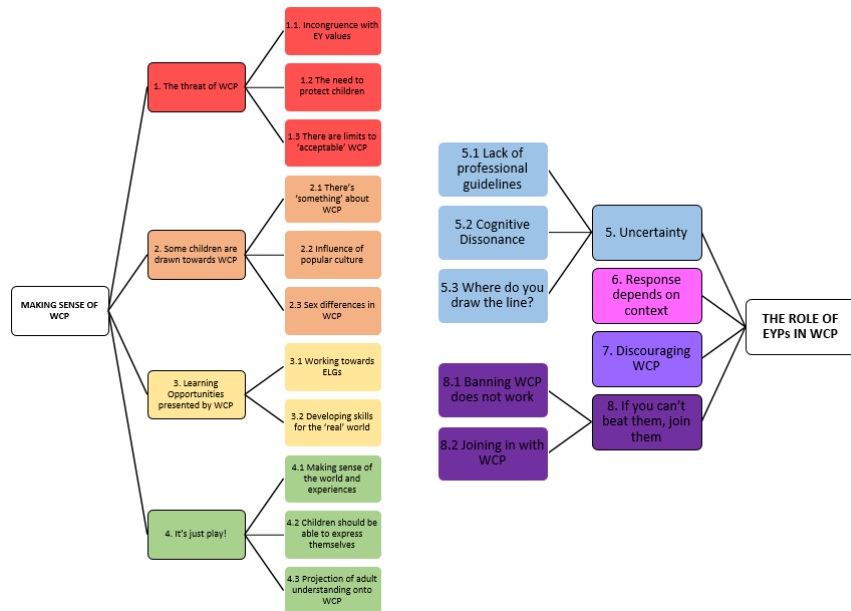 MAKING SENSE OF
WCP
1. The threat of WCP
1.1. Incongruence with
EY values
1.2 The need to
protect children
1.3 There are limits to
‘acceptable’ WCP
2. Some children are
drawn towards WCP
2.1 There’s
‘something’ about
WCP
2.2 Influence of
popular culture
2.3 Sex differences in
WCP
3. Learning
Opportunities
presented by WCP
3.1 Working towards
ELGs
3.2 Developing skills
for the ‘real’ world
4. It’s just play!
4.1 Making sense of
the world and
experiences
4.2 Children should be
able to express
themselves
4.3 Projection of adult
understanding onto
WCP
THE ROLE OF
EYPs IN WCP
5. Uncertainty
5.1 Lack of
professional
guidelines
5.2 Cognitive
Dissonance
5.3 Where do you
draw the line?
6. Response
depends on
context
7. Discouraging
WCP
8. If you can’t
beat them, join
them
8.1 Banning WCP
does not work
8.2 Joining in with
WCP